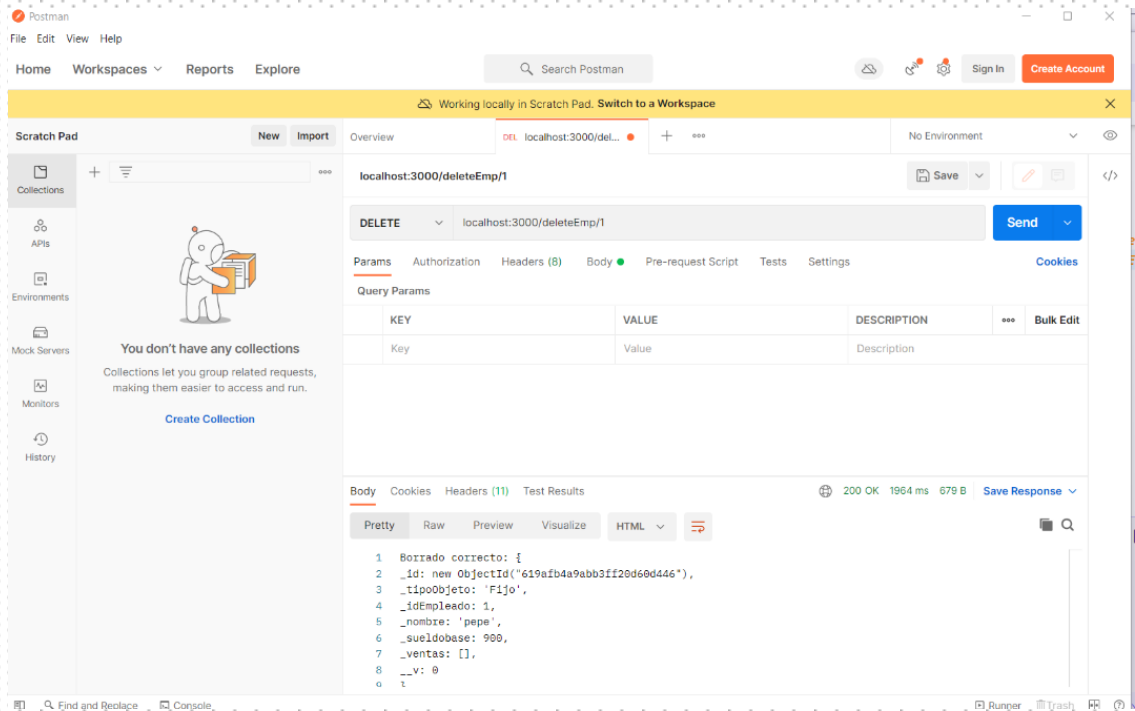 Postman
File Edit View Help
Home Workspaces Reports Explore Search Postman Sign In Create Account
Working locally in Scratch Pad. Switch to a Workspace
Scratch Pad New Import Overview DEL localhost:3000/del... No Environment
Collections
APIs
Environments
Mock Servers
Monitors
History
You don't have any collections
Collections let you group related requests,
making them easier to access and run.
Create Collection
localhost:3000/deleteEmp/1 Save
DELETE localhost:3000/deleteEmp/1 Send
Params Authorization Headers (8) Body Pre-request Script Tests Settings Cookies
Query Params
KEY VALUE DESCRIPTION Bulk Edit
Key Value Description
Body Cookies Headers (11) Test Results 200 OK 1964 ms 679 B Save Response
Pretty Raw Preview Visualize HTML
1 Borrado correcto: {
2 _id: new ObjectId("619afb4a9abb3ff20d60d446"),
3 _tipoObjeto: 'Fijo',
4 _idEmpleado: 1,
5 _nombre: 'pepe',
6 _sueldobase: 900,
7 _ventas: [],
8 __v: 0
9 }
Find and Replace Console Runner Trash